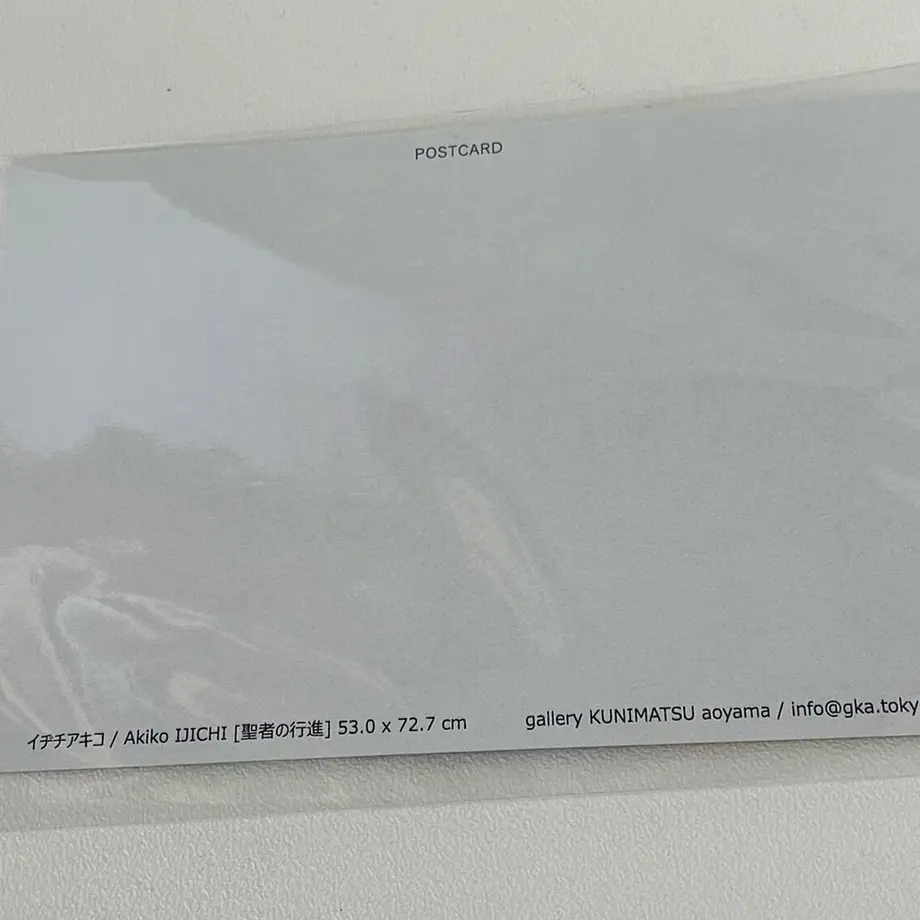 POSTCARD
イヂチアキコ / Akiko IJICHI [聖者の行進] 53.0 x 72.7 cm
gallery KUNIMATSU aoyama / info@gka.tokyo